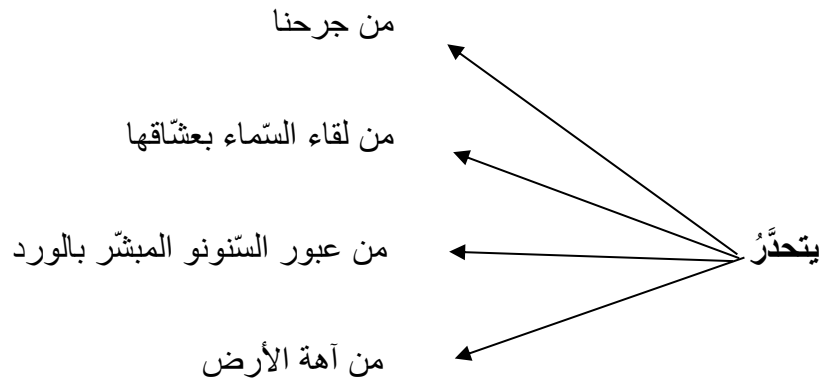 من جرحنا
من لقاء السّماء بعشّاقها
من عبور السّنونو المبشّر بالورد
يتحدَّرُ
من آهة الأرض